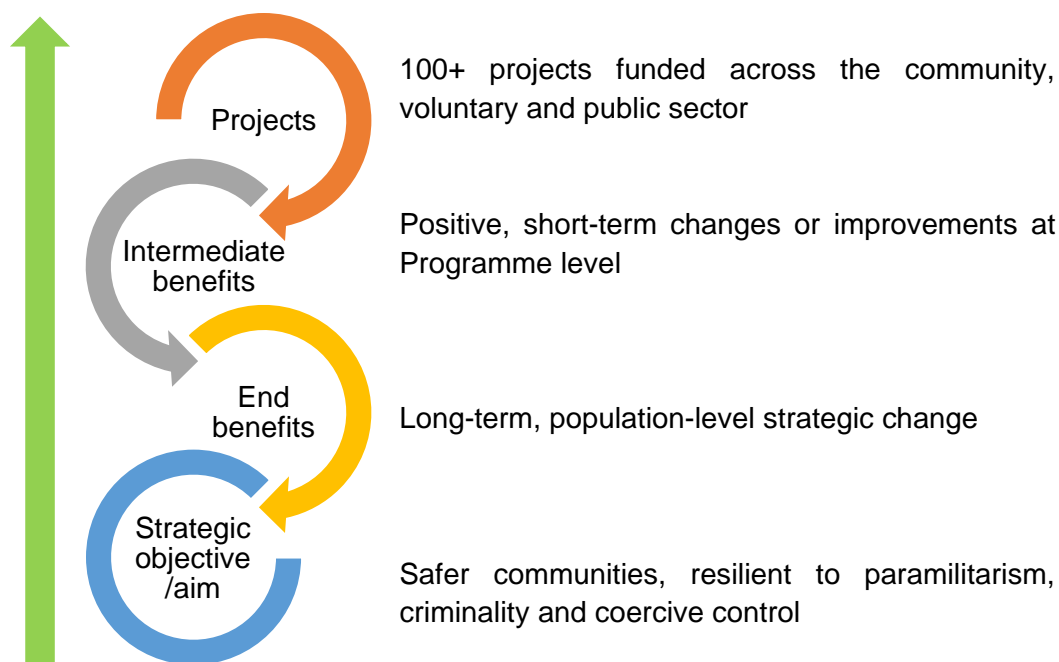 Projects
100+ projects funded across the community,
voluntary and public sector
Intermediate
benefits
Positive, short-term changes or improvements at
Programme level
End
benefits
Long-term, population-level strategic change
Strategic
objective
/aim
Safer communities, resilient to paramilitarism,
criminality and coercive control